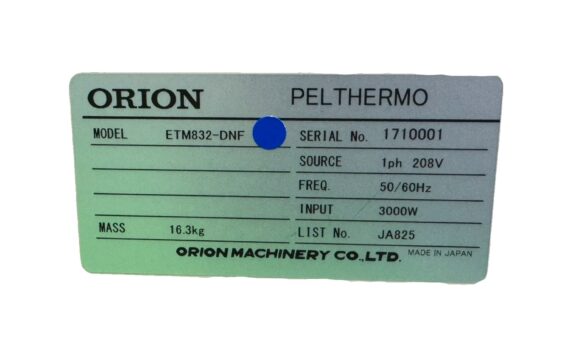 ORION PELTHERMO
MODEL ETM832-DNF SERIAL No. 1710001
SOURCE 1ph 208V
FREQ. 50/60Hz
INPUT 3000W
MASS 16.3kg LIST No. JA825
ORION MACHINERY CO.,LTD. MADE IN JAPAN